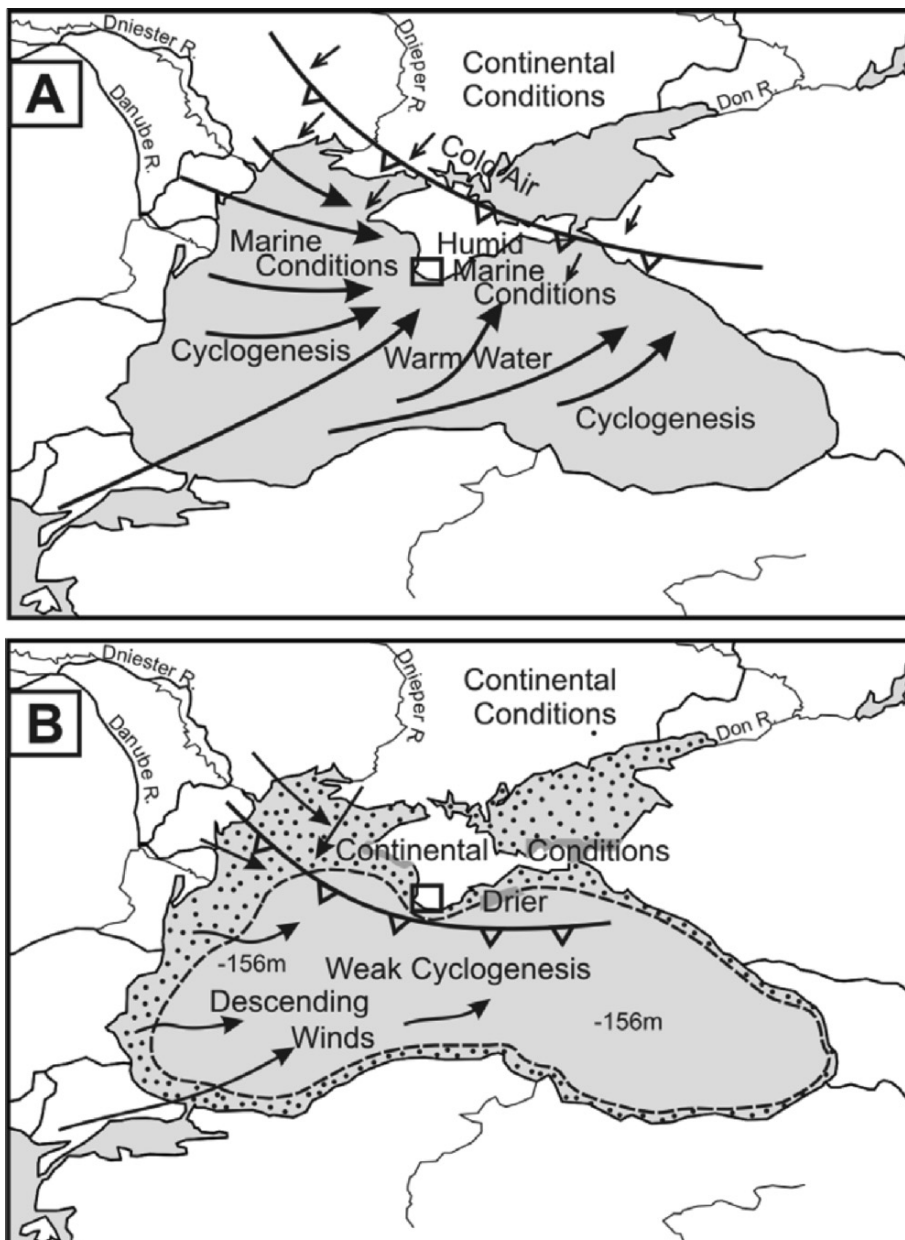 Dniester R.
Dnieper R
Continental
Conditions
A
Danube R.
Don R.
Cold Air
Marine
Conditions
Humid
Marine
Conditions
Cyclogenesis
Warm Water
Cyclogenesis
Dniester R.
Dnieper R
Continental
Conditions
B
Danube R.
Don R.
Continental Conditions
Drier
-156m
Weak Cyclogenesis
Descending
Winds
-156m